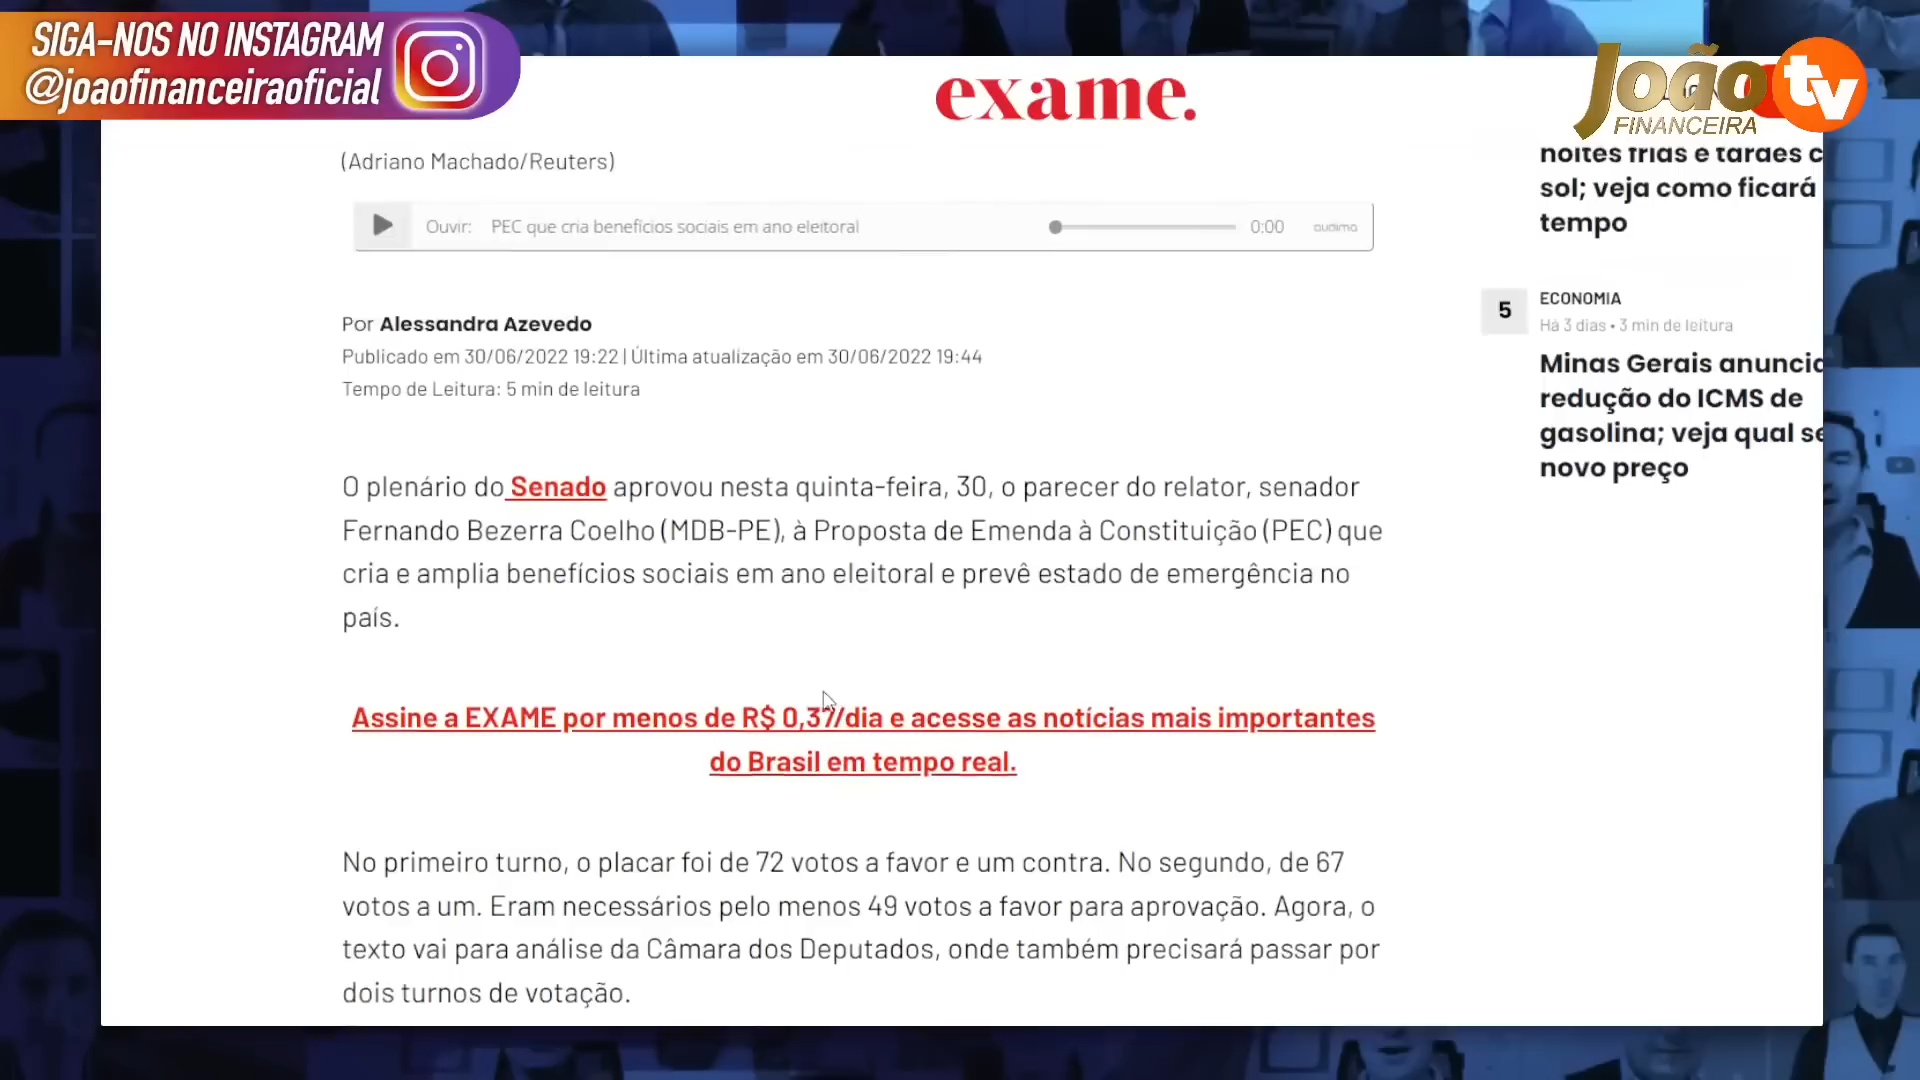 SIGA-NOS NO INSTAGRAM
@joaofinanceiraoficial
exame.
João tv
FINANCEIRA
(Adriano Machado/Reuters)
Ouvir: PEC que cria benefícios sociais em ano eleitoral 0:00 audima
Por Alessandra Azevedo
Publicado em 30/06/2022 19:22 | Última atualização em 30/06/2022 19:44
Tempo de Leitura: 5 min de leitura
O plenário do Senado aprovou nesta quinta-feira, 30, o parecer do relator, senador
Fernando Bezerra Coelho (MDB-PE), à Proposta de Emenda à Constituição (PEC) que
cria e amplia benefícios sociais em ano eleitoral e prevê estado de emergência no
país.
Assine a EXAME por menos de R$ 0,37/dia e acesse as notícias mais importantes
do Brasil em tempo real.
No primeiro turno, o placar foi de 72 votos a favor e um contra. No segundo, de 67
votos a um. Eram necessários pelo menos 49 votos a favor para aprovação. Agora, o
texto vai para análise da Câmara dos Deputados, onde também precisará passar por
dois turnos de votação.
noites frias e tardes c
sol; veja como ficará
tempo
5
ECONOMIA
Há 3 dias • 3 min de leitura
Minas Gerais anuncia
redução do ICMS de
gasolina; veja qual se
novo preço